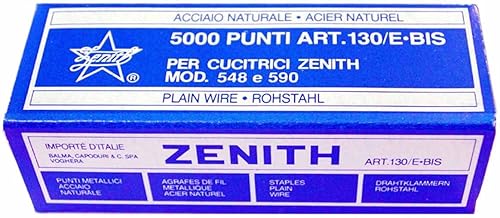 ACCIAIO NATURALE • ACIER NATUREL
Zenith
®
5000 PUNTI ART.130/E•BIS
PER CUCITRICI ZENITH
MOD. 548 e 590
PLAIN WIRE • ROHSTAHL
IMPORTÉ D'ITALIE
BALMA, CAPODURI & C. SPA
VOGHERA
ZENITH
ART.130/E•BIS
PUNTI METALLICI
ACCIAIO
NATURALE
AGRAFES DE FIL
METALLIQUE
ACIER NATUREL
STAPLES
PLAIN
WIRE
DRAHTKLAMMERN
ROHSTAHL